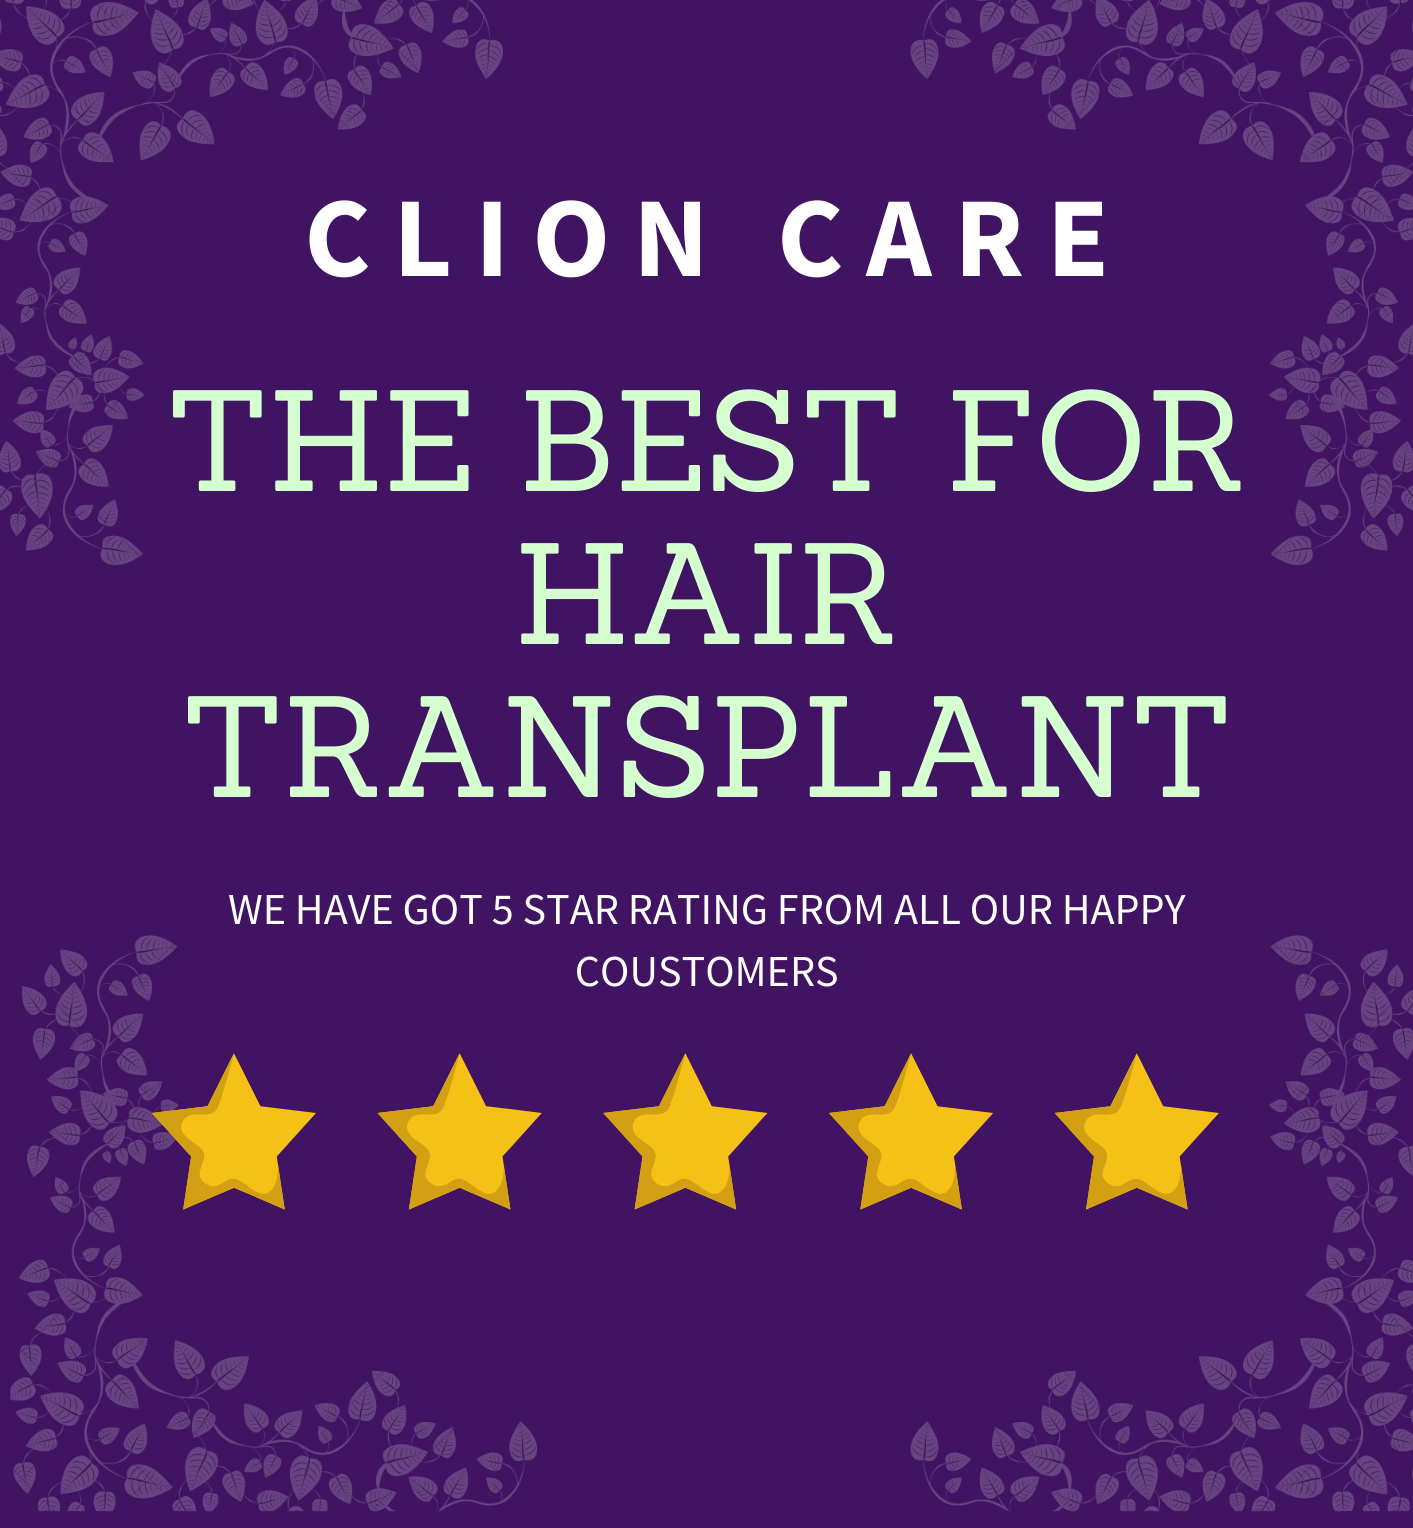 CLION CARE
THE BEST FOR
HAIR
TRANSPLANT
WE HAVE GOT 5 STAR RATING FROM ALL OUR HAPPY
COUSTOMERS